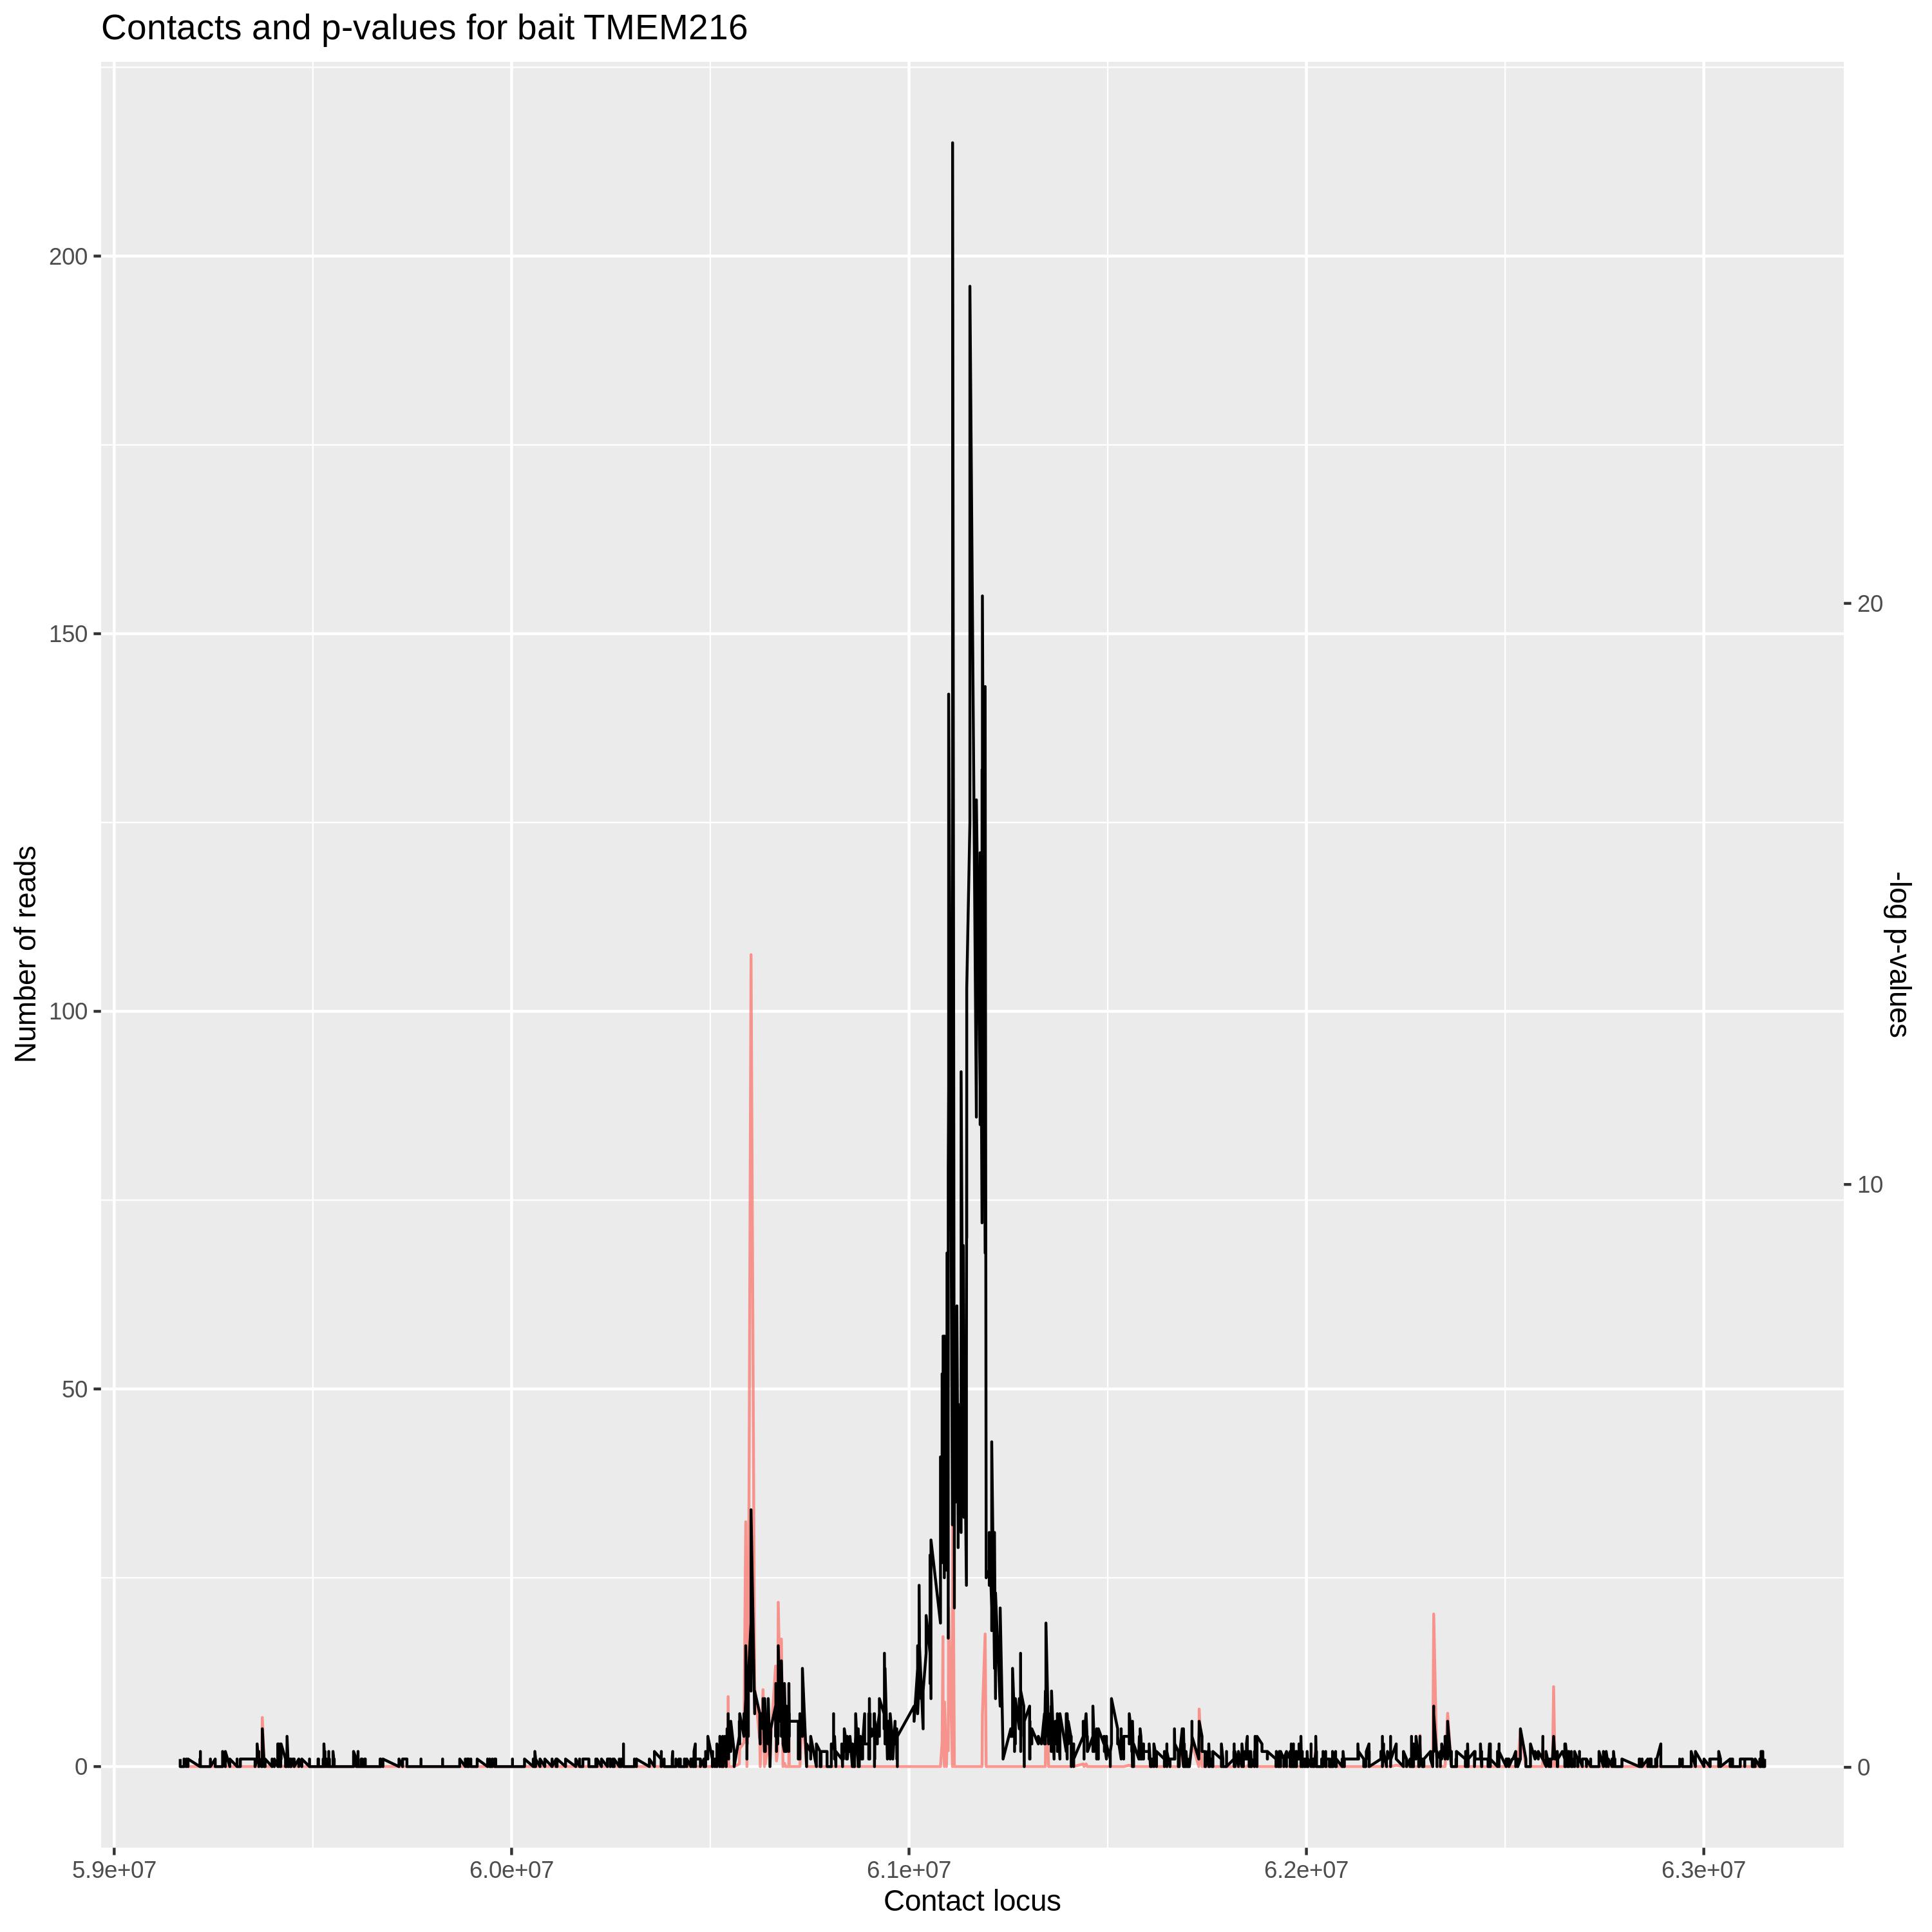 Contacts and p-values for bait TMEM216
Number of reads
200
150
100
50
0
20
10
0
-log p-values
5.9e+07 6.0e+07 6.1e+07 6.2e+07 6.3e+07
Contact locus